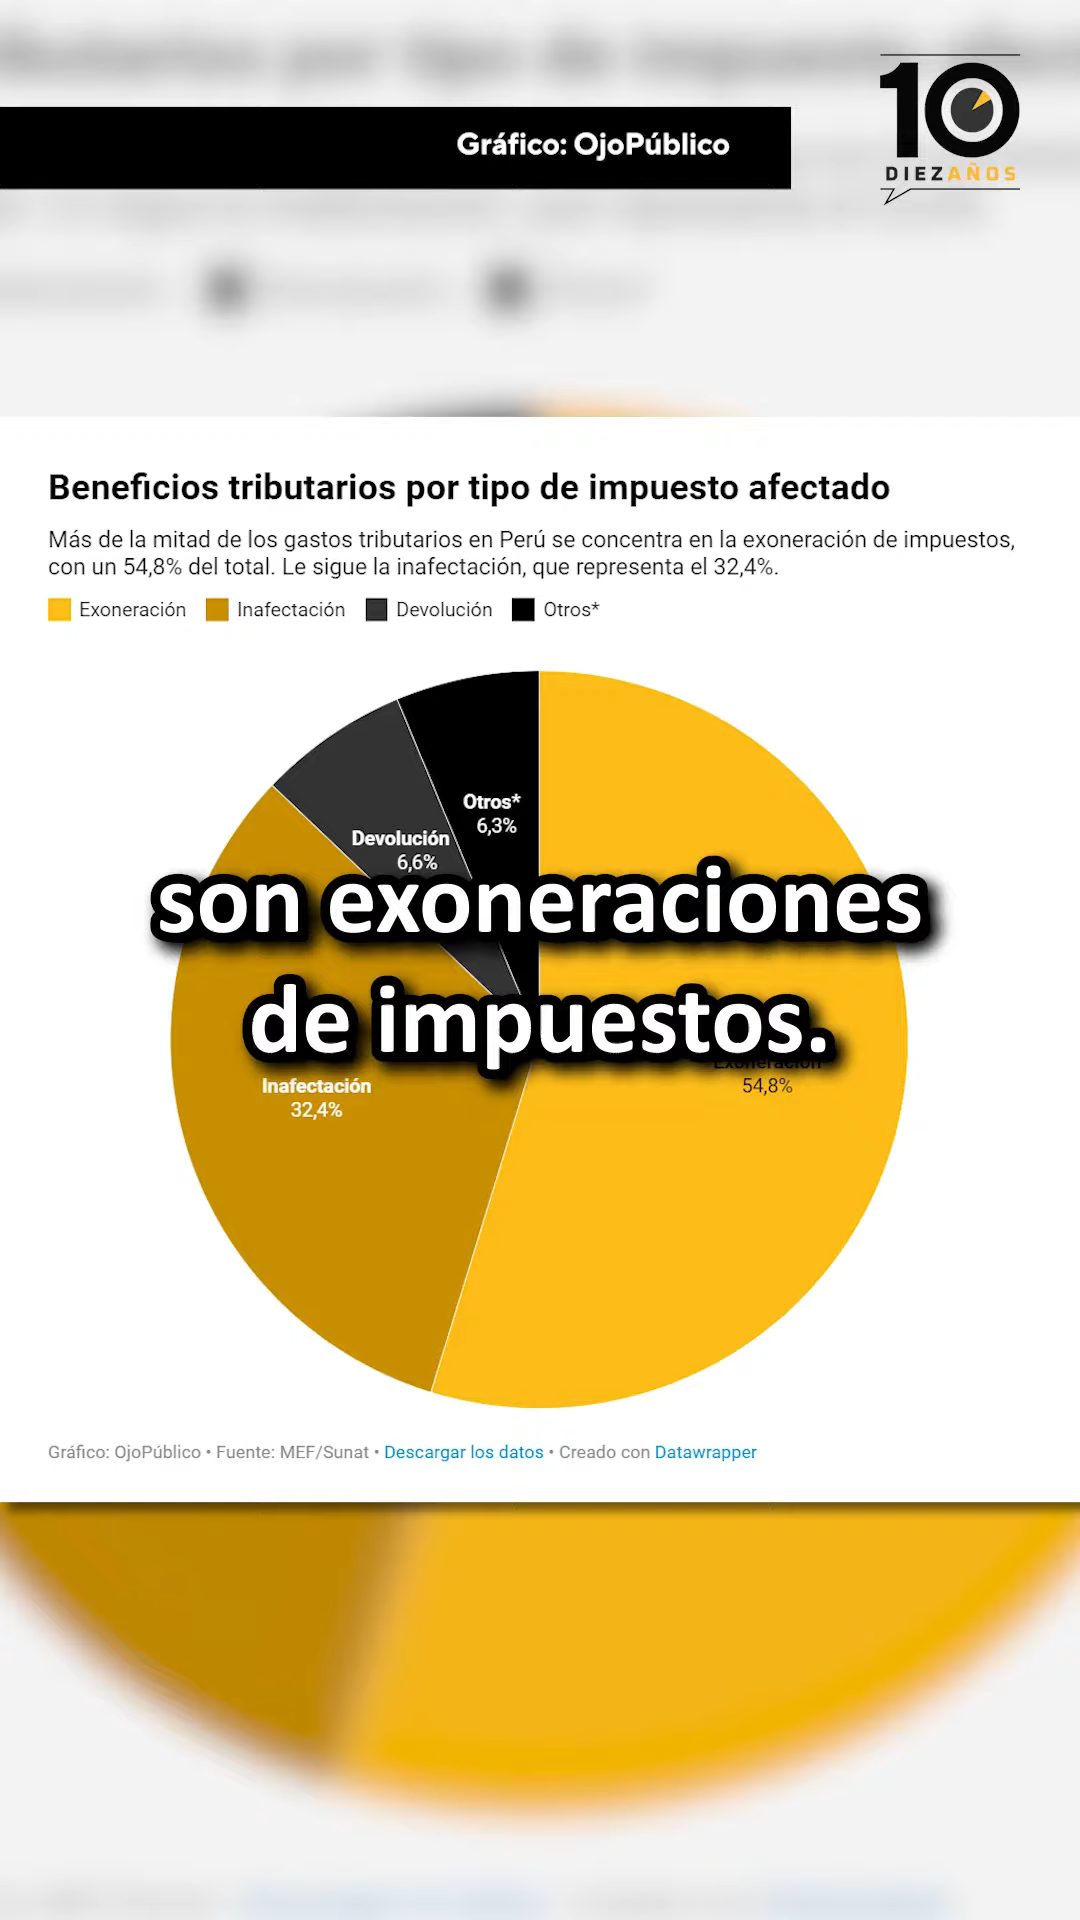 Gráfico: OjoPúblico
10
DIEZAÑOS
Beneficios tributarios por tipo de impuesto afectado
Más de la mitad de los gastos tributarios en Perú se concentra en la exoneración de impuestos,
con un 54,8% del total. Le sigue la inafectación, que representa el 32,4%.
Exoneración Inafectación Devolución Otros*
Otros*
6,3%
Devolución
6,6%
son exoneraciones
de impuestos.
Exoneración
54,8%
Inafectación
32,4%
Gráfico: OjoPúblico • Fuente: MEF/Sunat • Descargar los datos • Creado con Datawrapper